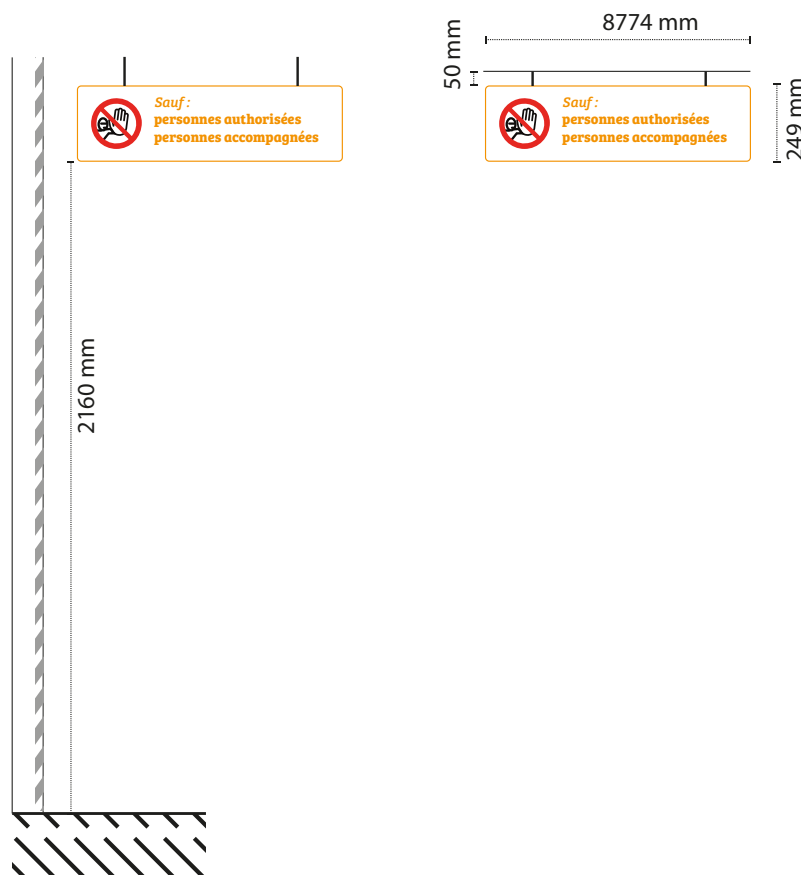 Sauf :
personnes authorisées
personnes accompagnées
2160 mm
8774 mm
50 mm
Sauf :
personnes authorisées
personnes accompagnées
249 mm